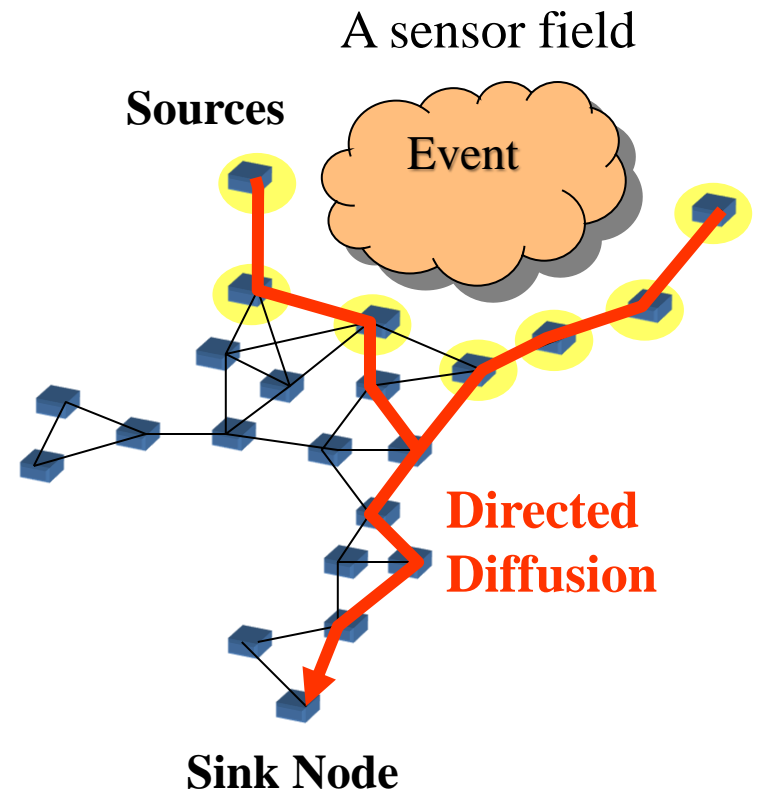 A sensor field
Sources
Event
Directed
Diffusion
Sink Node